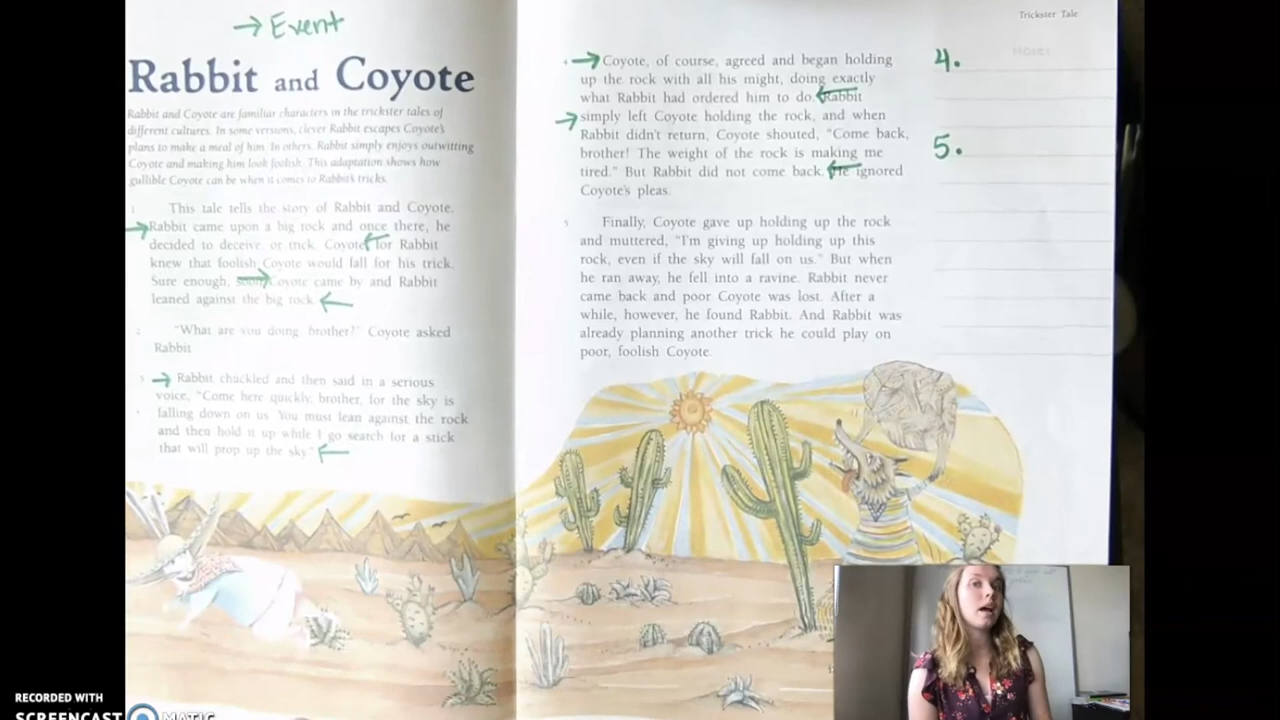 → Event
Rabbit and Coyote
Rabbit and Coyote are familiar characters in the trickster tales of
different cultures. In some versions, clever Rabbit escapes Coyote's
plans to make a meal of him. In others, Rabbit simply enjoys outwitting
Coyote and making him look foolish. This adaptation shows how
gullible Coyote can be when it comes to Rabbit's tricks.
1 This tale tells the story of Rabbit and Coyote.
Rabbit came upon a big rock and once there, he
decided to deceive, or trick, Coyote, for Rabbit
knew that foolish Coyote would fall for his trick.
Sure enough, soon Coyote came by and Rabbit
leaned against the big rock.
2 "What are you doing, brother?" Coyote asked
Rabbit
3 Rabbit chuckled and then said in a serious
voice, "Come here quickly, brother, for the sky is
falling down on us. You must lean against the rock
and then hold it up while I go search for a stick
that will prop up the sky."
Trickster Tale
4 Coyote, of course, agreed and began holding
up the rock with all his might, doing exactly
what Rabbit had ordered him to do. Rabbit
simply left Coyote holding the rock, and when
Rabbit didn't return, Coyote shouted, "Come back,
brother! The weight of the rock is making me
tired." But Rabbit did not come back. He ignored
Coyote's pleas.
5 Finally, Coyote gave up holding up the rock
and muttered, "I'm giving up holding up this
rock, even if the sky will fall on us." But when
he ran away, he fell into a ravine. Rabbit never
came back and poor Coyote was lost. After a
while, however, he found Rabbit. And Rabbit was
already planning another trick he could play on
poor, foolish Coyote.
4.
5.
RECORDED WITH
SCREENCAST MATIC